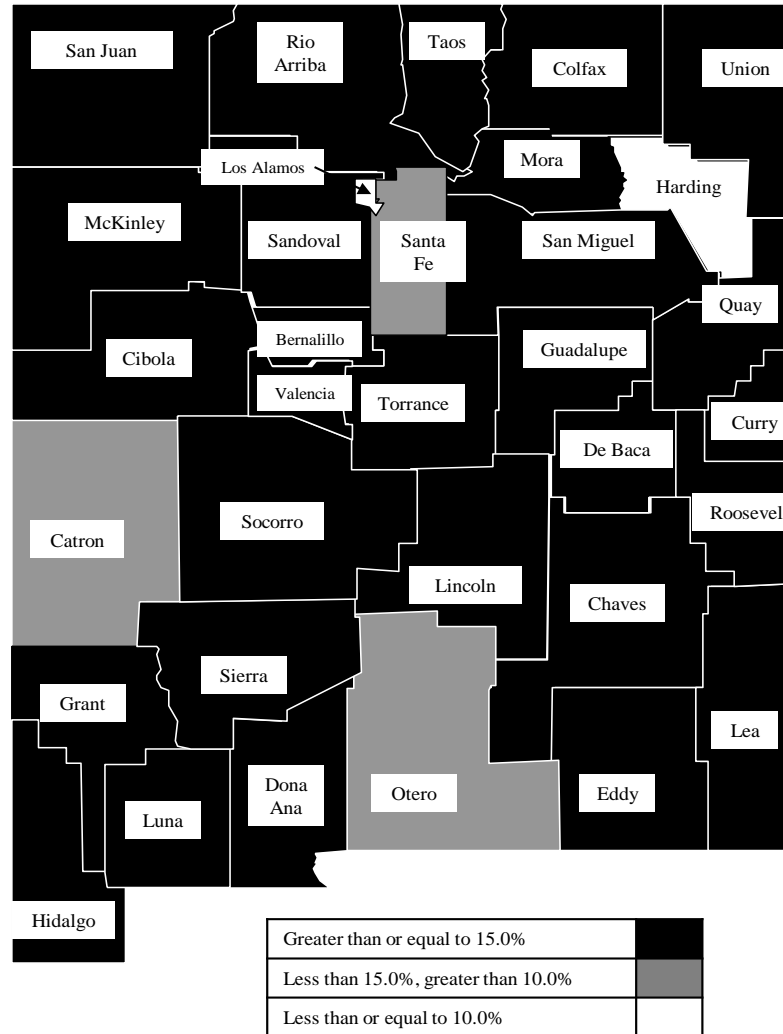 San Juan
Rio
Arriba
Taos
Colfax
Union
Los Alamos
Mora
Harding
McKinley
Sandoval
Santa
Fe
San Miguel
Quay
Bernalillo
Guadalupe
Cibola
Valencia
Torrance
Curry
De Baca
Roosevel
Socorro
Catron
Lincoln
Chaves
Sierra
Grant
Lea
Dona
Ana
Otero
Eddy
Luna
Hidalgo
Greater than or equal to 15.0%
Less than 15.0%, greater than 10.0%
Less than or equal to 10.0%